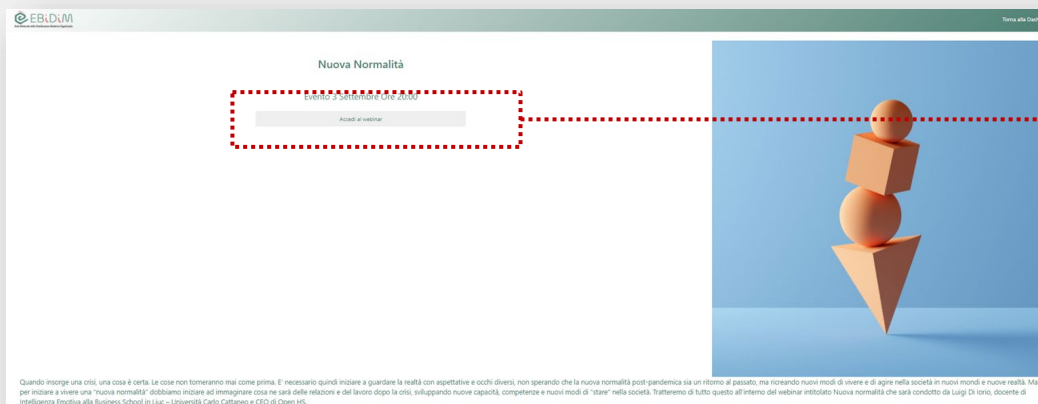 EBiDiM
Torna alla Dash
Nuova Normalità
Evento 3 Settembre Ore 20:00
Accedi al webinar
Quando insorge una crisi, una cosa è certa. Le cose non torneranno mai come prima. E' necessario quindi iniziare a guardare la realtà con aspettative e occhi diversi, non sperando che la nuova normalità post-pandemica sia un ritorno al passato, ma ricreando nuovi modi di vivere e di agire nella società in nuovi mondi e nuove realtà. Ma
per iniziare a vivere una "nuova normalità" dobbiamo iniziare ad immaginare cosa ne sarà delle relazioni e del lavoro dopo la crisi, sviluppando nuove capacità, competenze e nuovi modi di "stare" nella società. Tratteremo di tutto questo all'interno del webinar intitolato Nuova normalità che sarà condotto da Luigi Di Iorio, docente di
Intelligenza Emotiva alla Business School in Liuc – Università Carlo Cattaneo e CEO di Open HS.